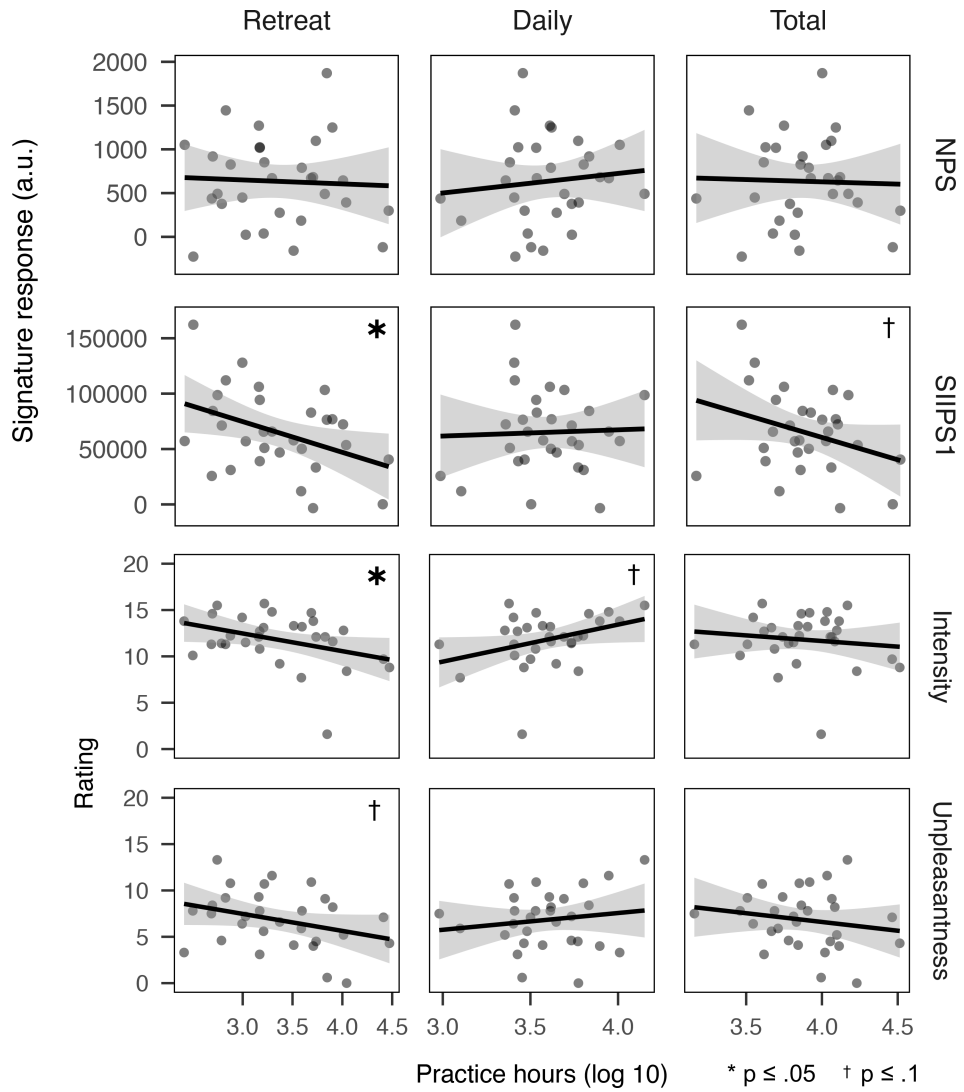 Retreat Daily Total
Signature response (a.u.)
2000
1500
1000
500
0
NPS
150000
100000
50000
0
*
†
SIIPS1
Rating
20
15
10
5
0
*
†
Intensity
20
15
10
5
0
†
Unpleasantness
3.0 3.5 4.0 4.5 3.0 3.5 4.0 3.5 4.0 4.5
Practice hours (log 10)
* p ≤ .05 † p ≤ .1